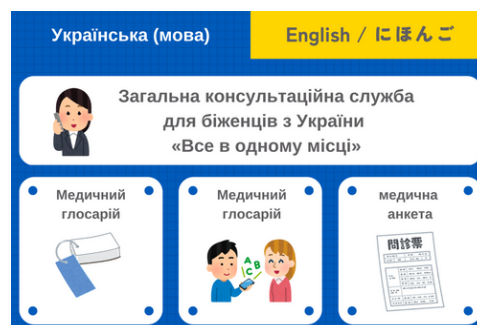 Українська (мова)
English / にほんご
Загальна консультаційна служба
для біженців з України
«Все в одному місці»
Медичний
глосарій
Медичний
глосарій
A
B
C
медична
анкета
問診票